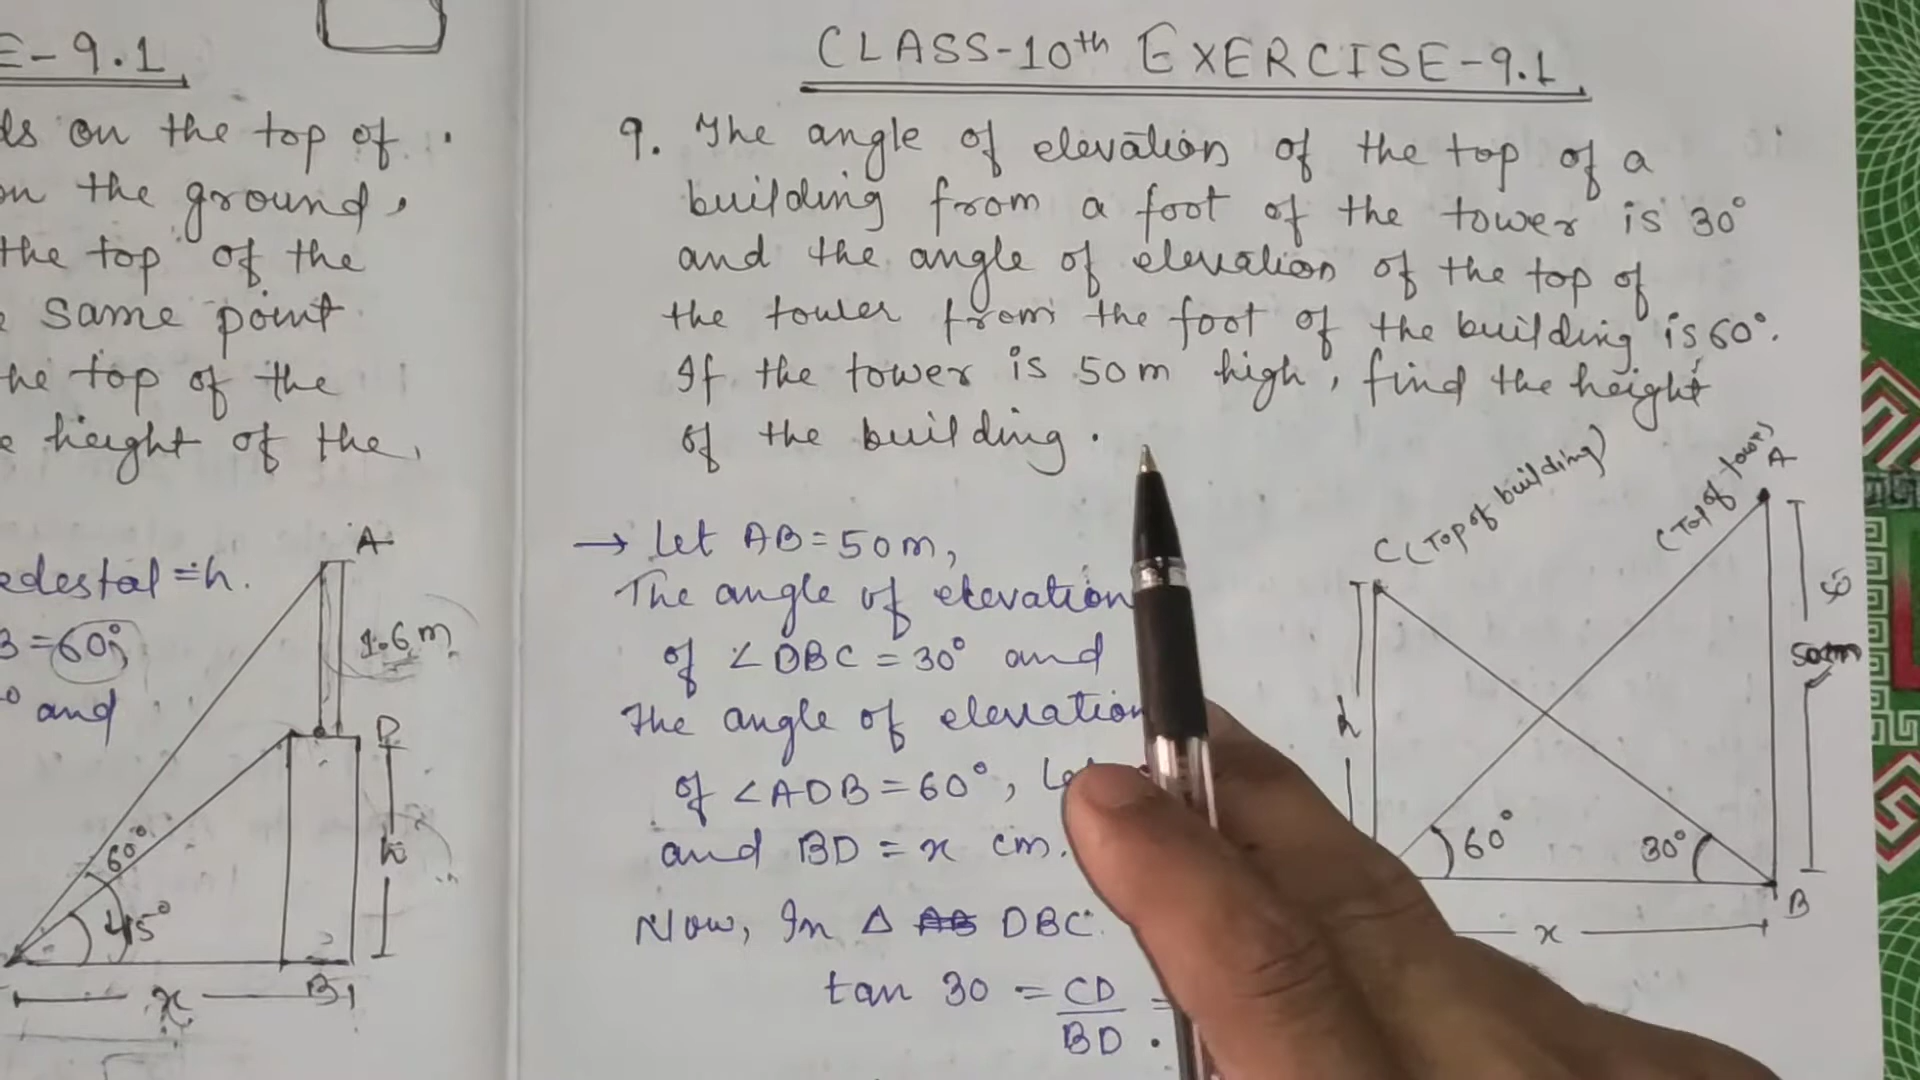 E-9.1
ds on the top of
on the ground,
the top of the
same point
he top of the
height of the,
edestal = h.
B = 60°,
0 and
A
1.6 m
D
h
60°
45°
x
B
CLASS-10th EXERCISE-9.1
9. The angle of elevation of the top of a
building from a foot of the tower is 30°
and the angle of elevation of the top of
the tower from the foot of the building is 60°.
If the tower is 50m high, find the height
of the building.
→ Let AB = 50m,
The angle of elevation
of ∠DBC = 30° and
The angle of elevation
of ∠ADB = 60°,
and BD = x cm.
Now, In Δ DBC
tan 30 = CD/BD =
C (Top of building)
(Top of tower)
A
h
50m
60°
30°
B
x